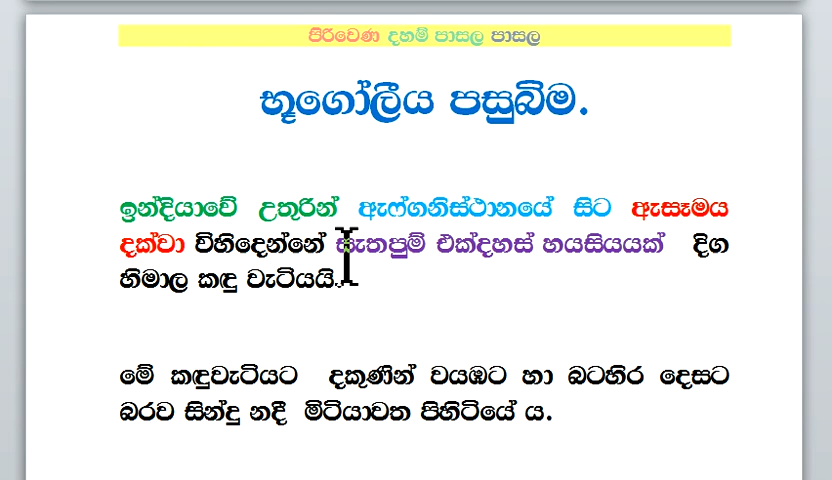 පිරිවෙණ දහම් පාසල පාසල
භූගෝලීය පසුබිම.
ඉන්දියාවේ උතුරින් ඇෆ්ගනිස්ථානයේ සිට ඇසෑමය
දක්වා විහිදෙන්නේ සැතපුම් එක්දහස් හයසියයක් දිග
හිමාල කඳු වැටියයි.
මේ කඳුවැටියට දකුණින් වයඹට හා බටහිර දෙසට
බරව සින්දු නදී මිටියාවත පිහිටියේ ය.